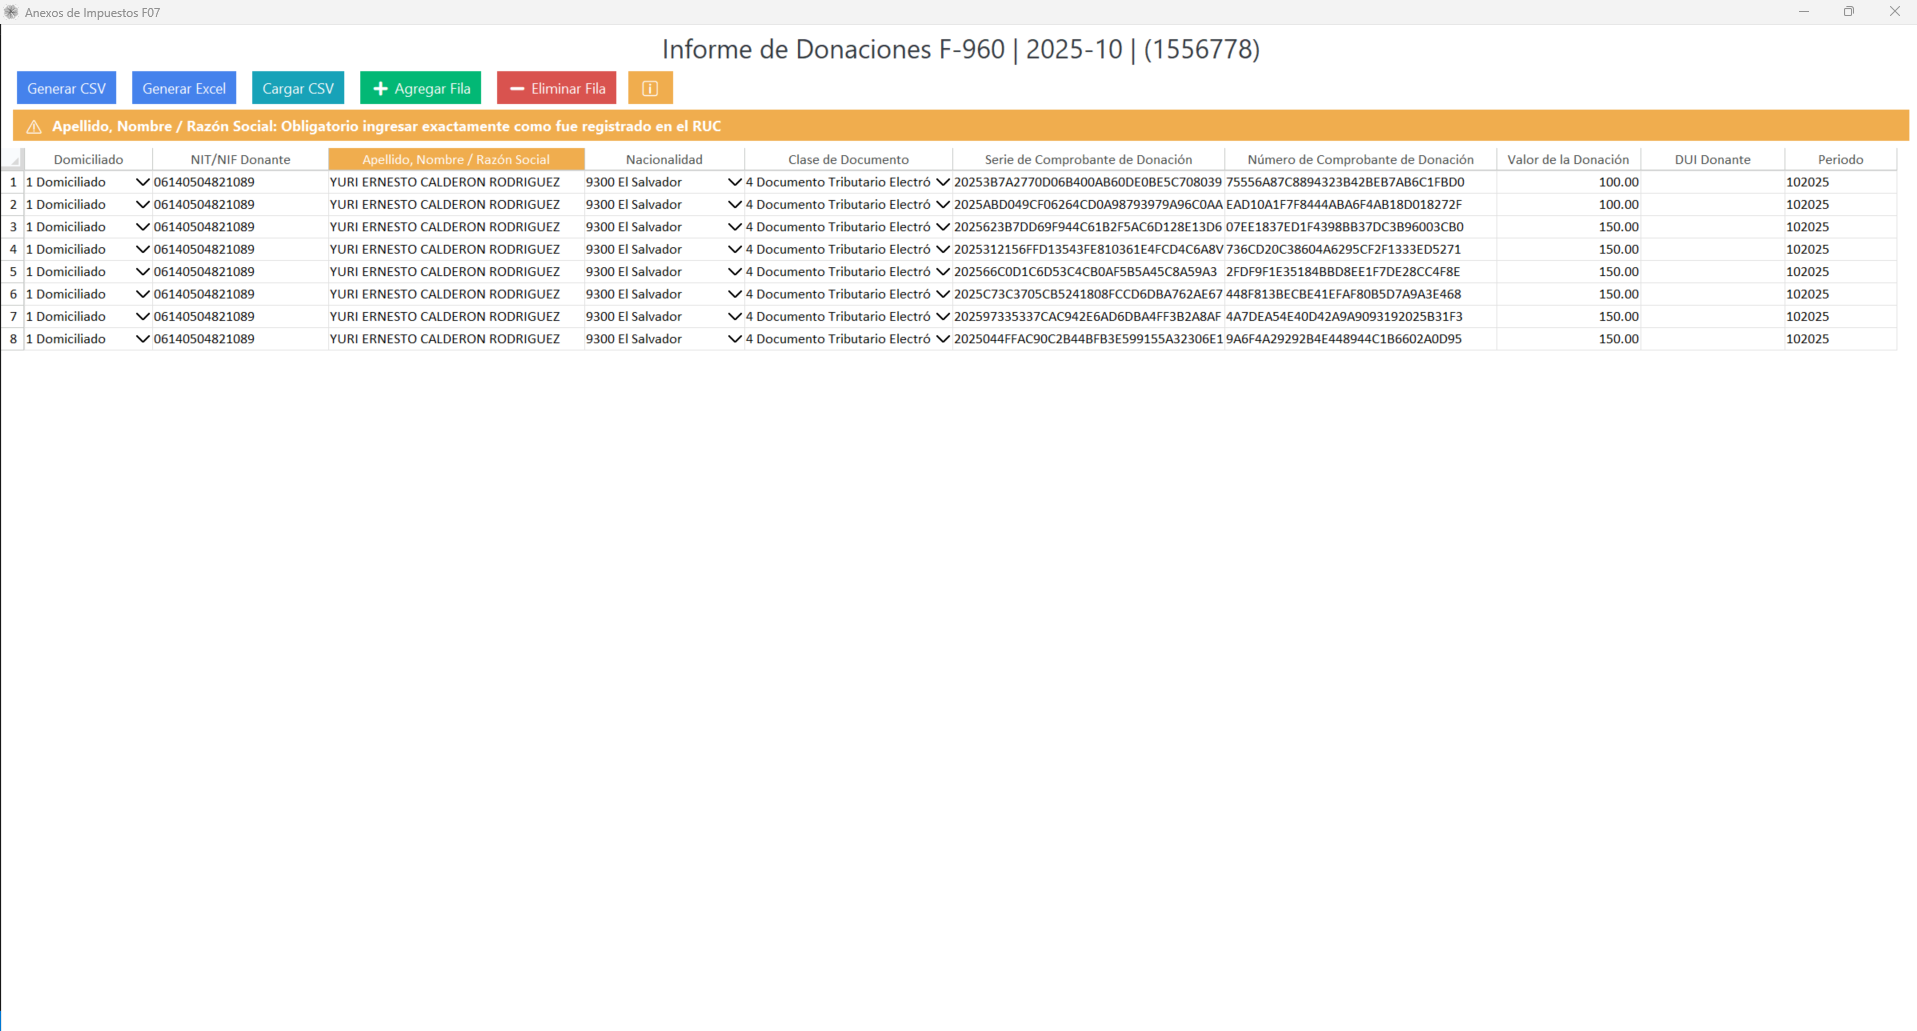 Anexos de Impuestos F07
Informe de Donaciones F-960 | 2025-10 | (1556778)
Generar CSV Generar Excel Cargar CSV Agregar Fila Eliminar Fila
Apellido, Nombre / Razón Social: Obligatorio ingresar exactamente como fue registrado en el RUC
Domiciliado NIT/NIF Donante Apellido, Nombre / Razón Social Nacionalidad Clase de Documento Serie de Comprobante de Donación Número de Comprobante de Donación Valor de la Donación DUI Donante Periodo
1 1 Domiciliado 06140504821089 YURI ERNESTO CALDERON RODRIGUEZ 9300 El Salvador 4 Documento Tributario Electró 20253B7A2770D06B400AB60DE0BE5C708039 75556A87C8894323B42BEB7AB6C1FBD0 100.00 102025
2 1 Domiciliado 06140504821089 YURI ERNESTO CALDERON RODRIGUEZ 9300 El Salvador 4 Documento Tributario Electró 2025ABD049CF06264CD0A98793979A96C0AA EAD10A1F7F8444ABA6F4AB18D018272F 100.00 102025
3 1 Domiciliado 06140504821089 YURI ERNESTO CALDERON RODRIGUEZ 9300 El Salvador 4 Documento Tributario Electró 2025623B7DD69F944C61B2F5AC6D128E13D6 07EE1837ED1F4398BB37DC3B96003CB0 150.00 102025
4 1 Domiciliado 06140504821089 YURI ERNESTO CALDERON RODRIGUEZ 9300 El Salvador 4 Documento Tributario Electró 2025312156FFD13543FE810361E4FCD4C6A8V 736CD20C38604A6295CF2F1333ED5271 150.00 102025
5 1 Domiciliado 06140504821089 YURI ERNESTO CALDERON RODRIGUEZ 9300 El Salvador 4 Documento Tributario Electró 202566C0D1C6D53C4CB0AF5B5A45C8A59A3 2FDF9F1E35184BBD8EE1F7DE28CC4F8E 150.00 102025
6 1 Domiciliado 06140504821089 YURI ERNESTO CALDERON RODRIGUEZ 9300 El Salvador 4 Documento Tributario Electró 2025C73C3705CB5241808FCCD6DBA762AE67 448F813BECBE41EFAF80B5D7A9A3E468 150.00 102025
7 1 Domiciliado 06140504821089 YURI ERNESTO CALDERON RODRIGUEZ 9300 El Salvador 4 Documento Tributario Electró 202597335337CAC942E6AD6DBA4FF3B2A8AF 4A7DEA54E40D42A9A9093192025B31F3 150.00 102025
8 1 Domiciliado 06140504821089 YURI ERNESTO CALDERON RODRIGUEZ 9300 El Salvador 4 Documento Tributario Electró 2025044FFAC90C2B44BFB3E599155A32306E1 9A6F4A29292B4E448944C1B6602A0D95 150.00 102025